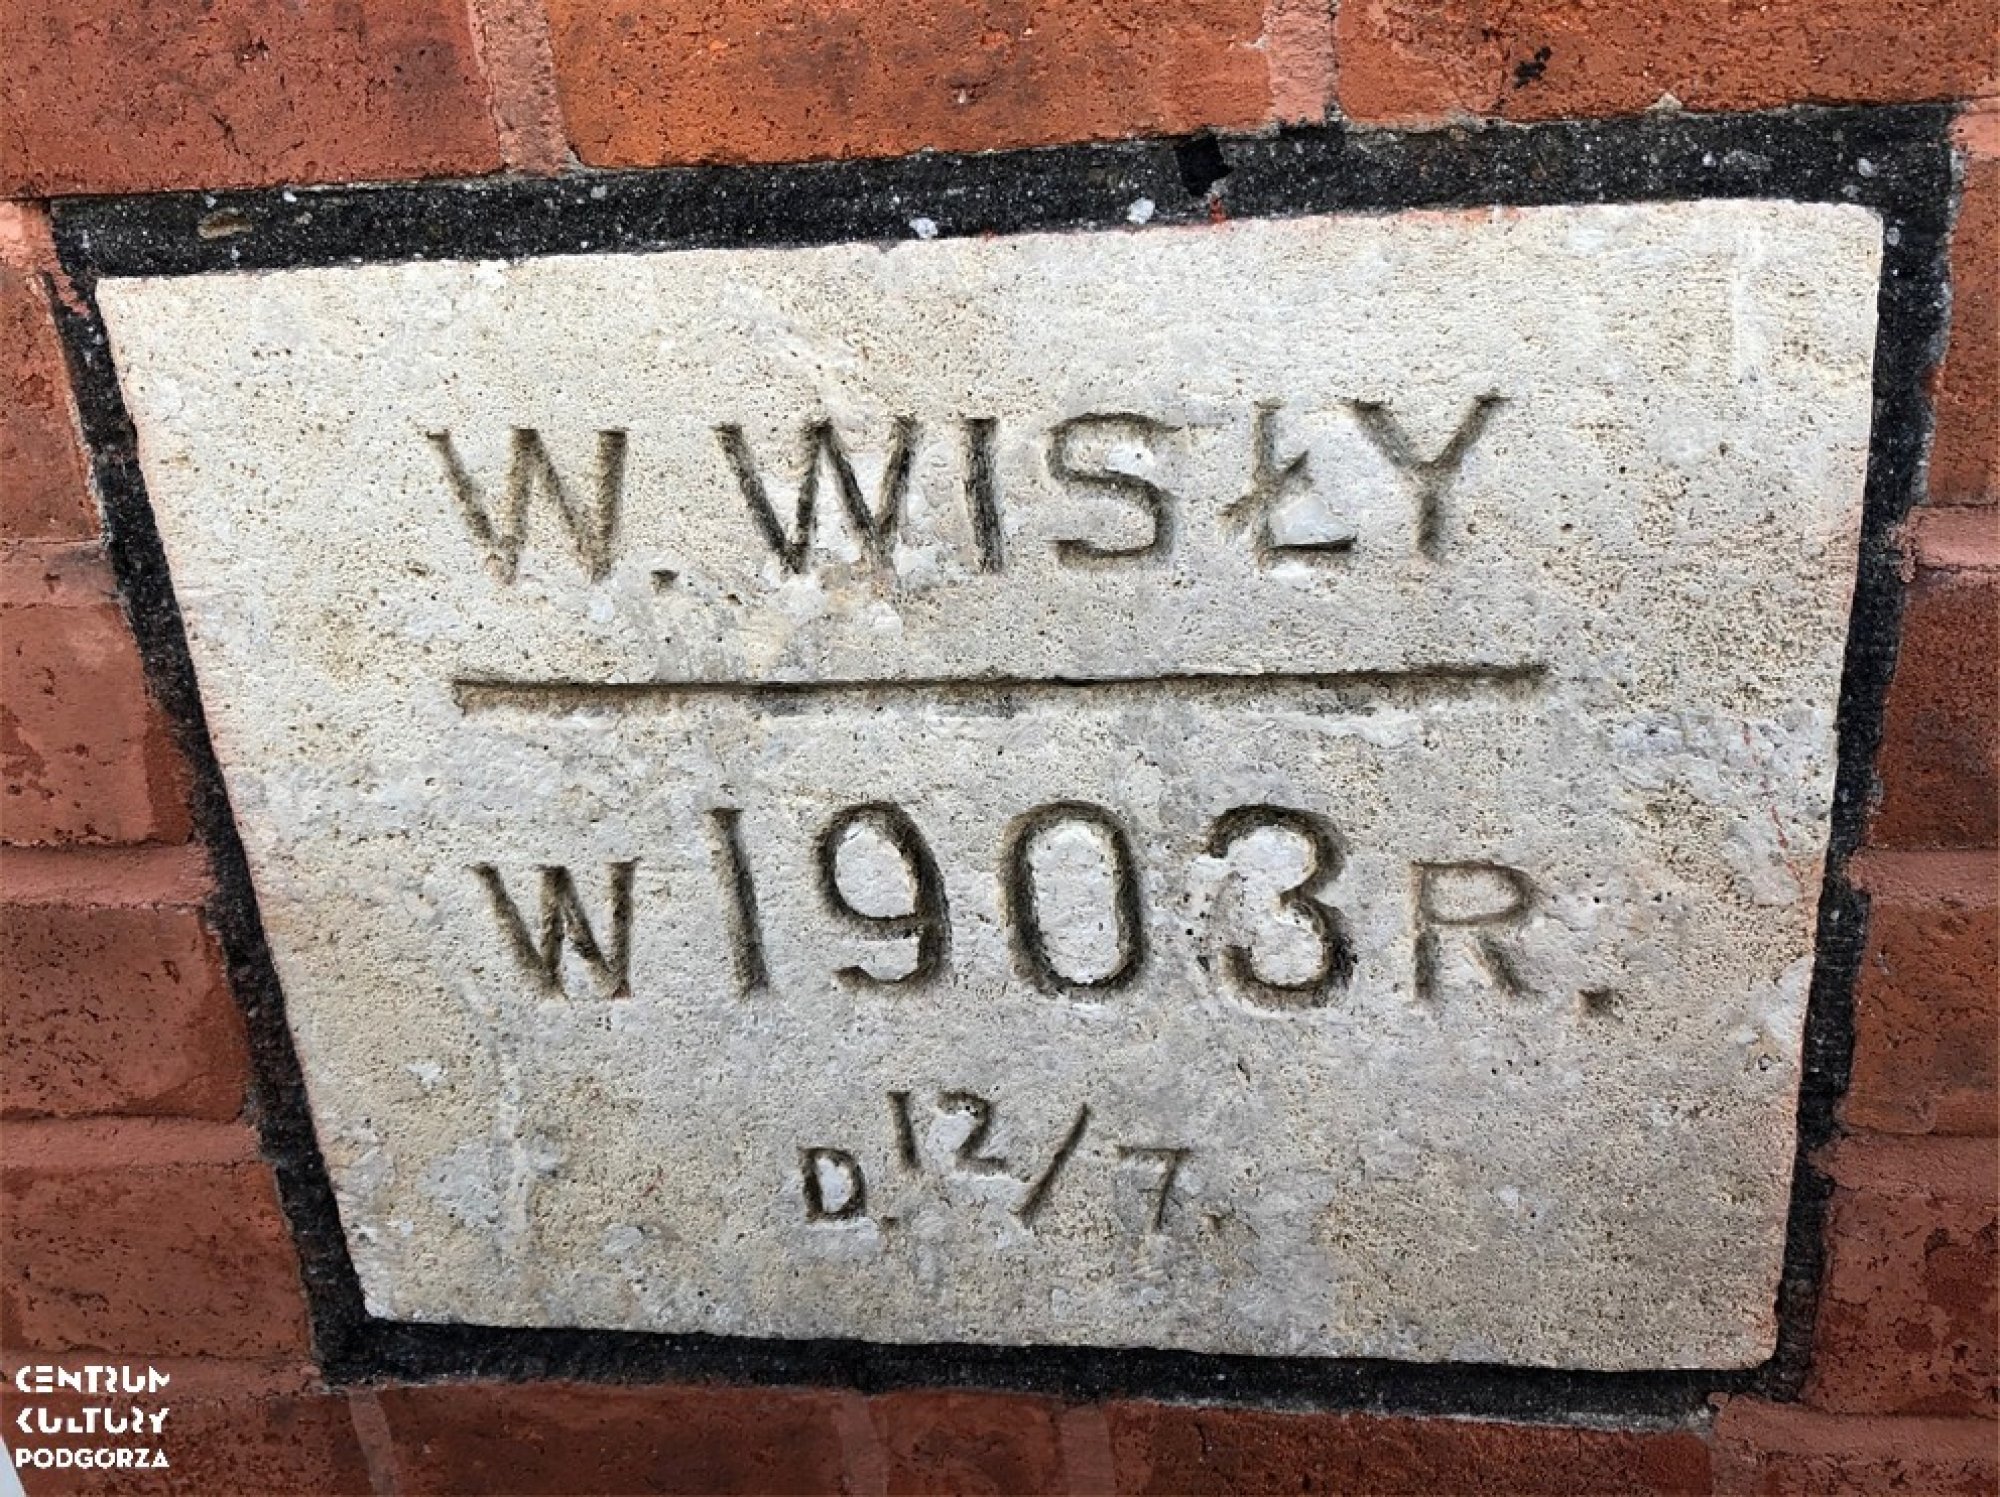 W. WISŁY
W 1903 R.
D. 12/7.
CENTRUM
KULTURY
PODGÓRZA